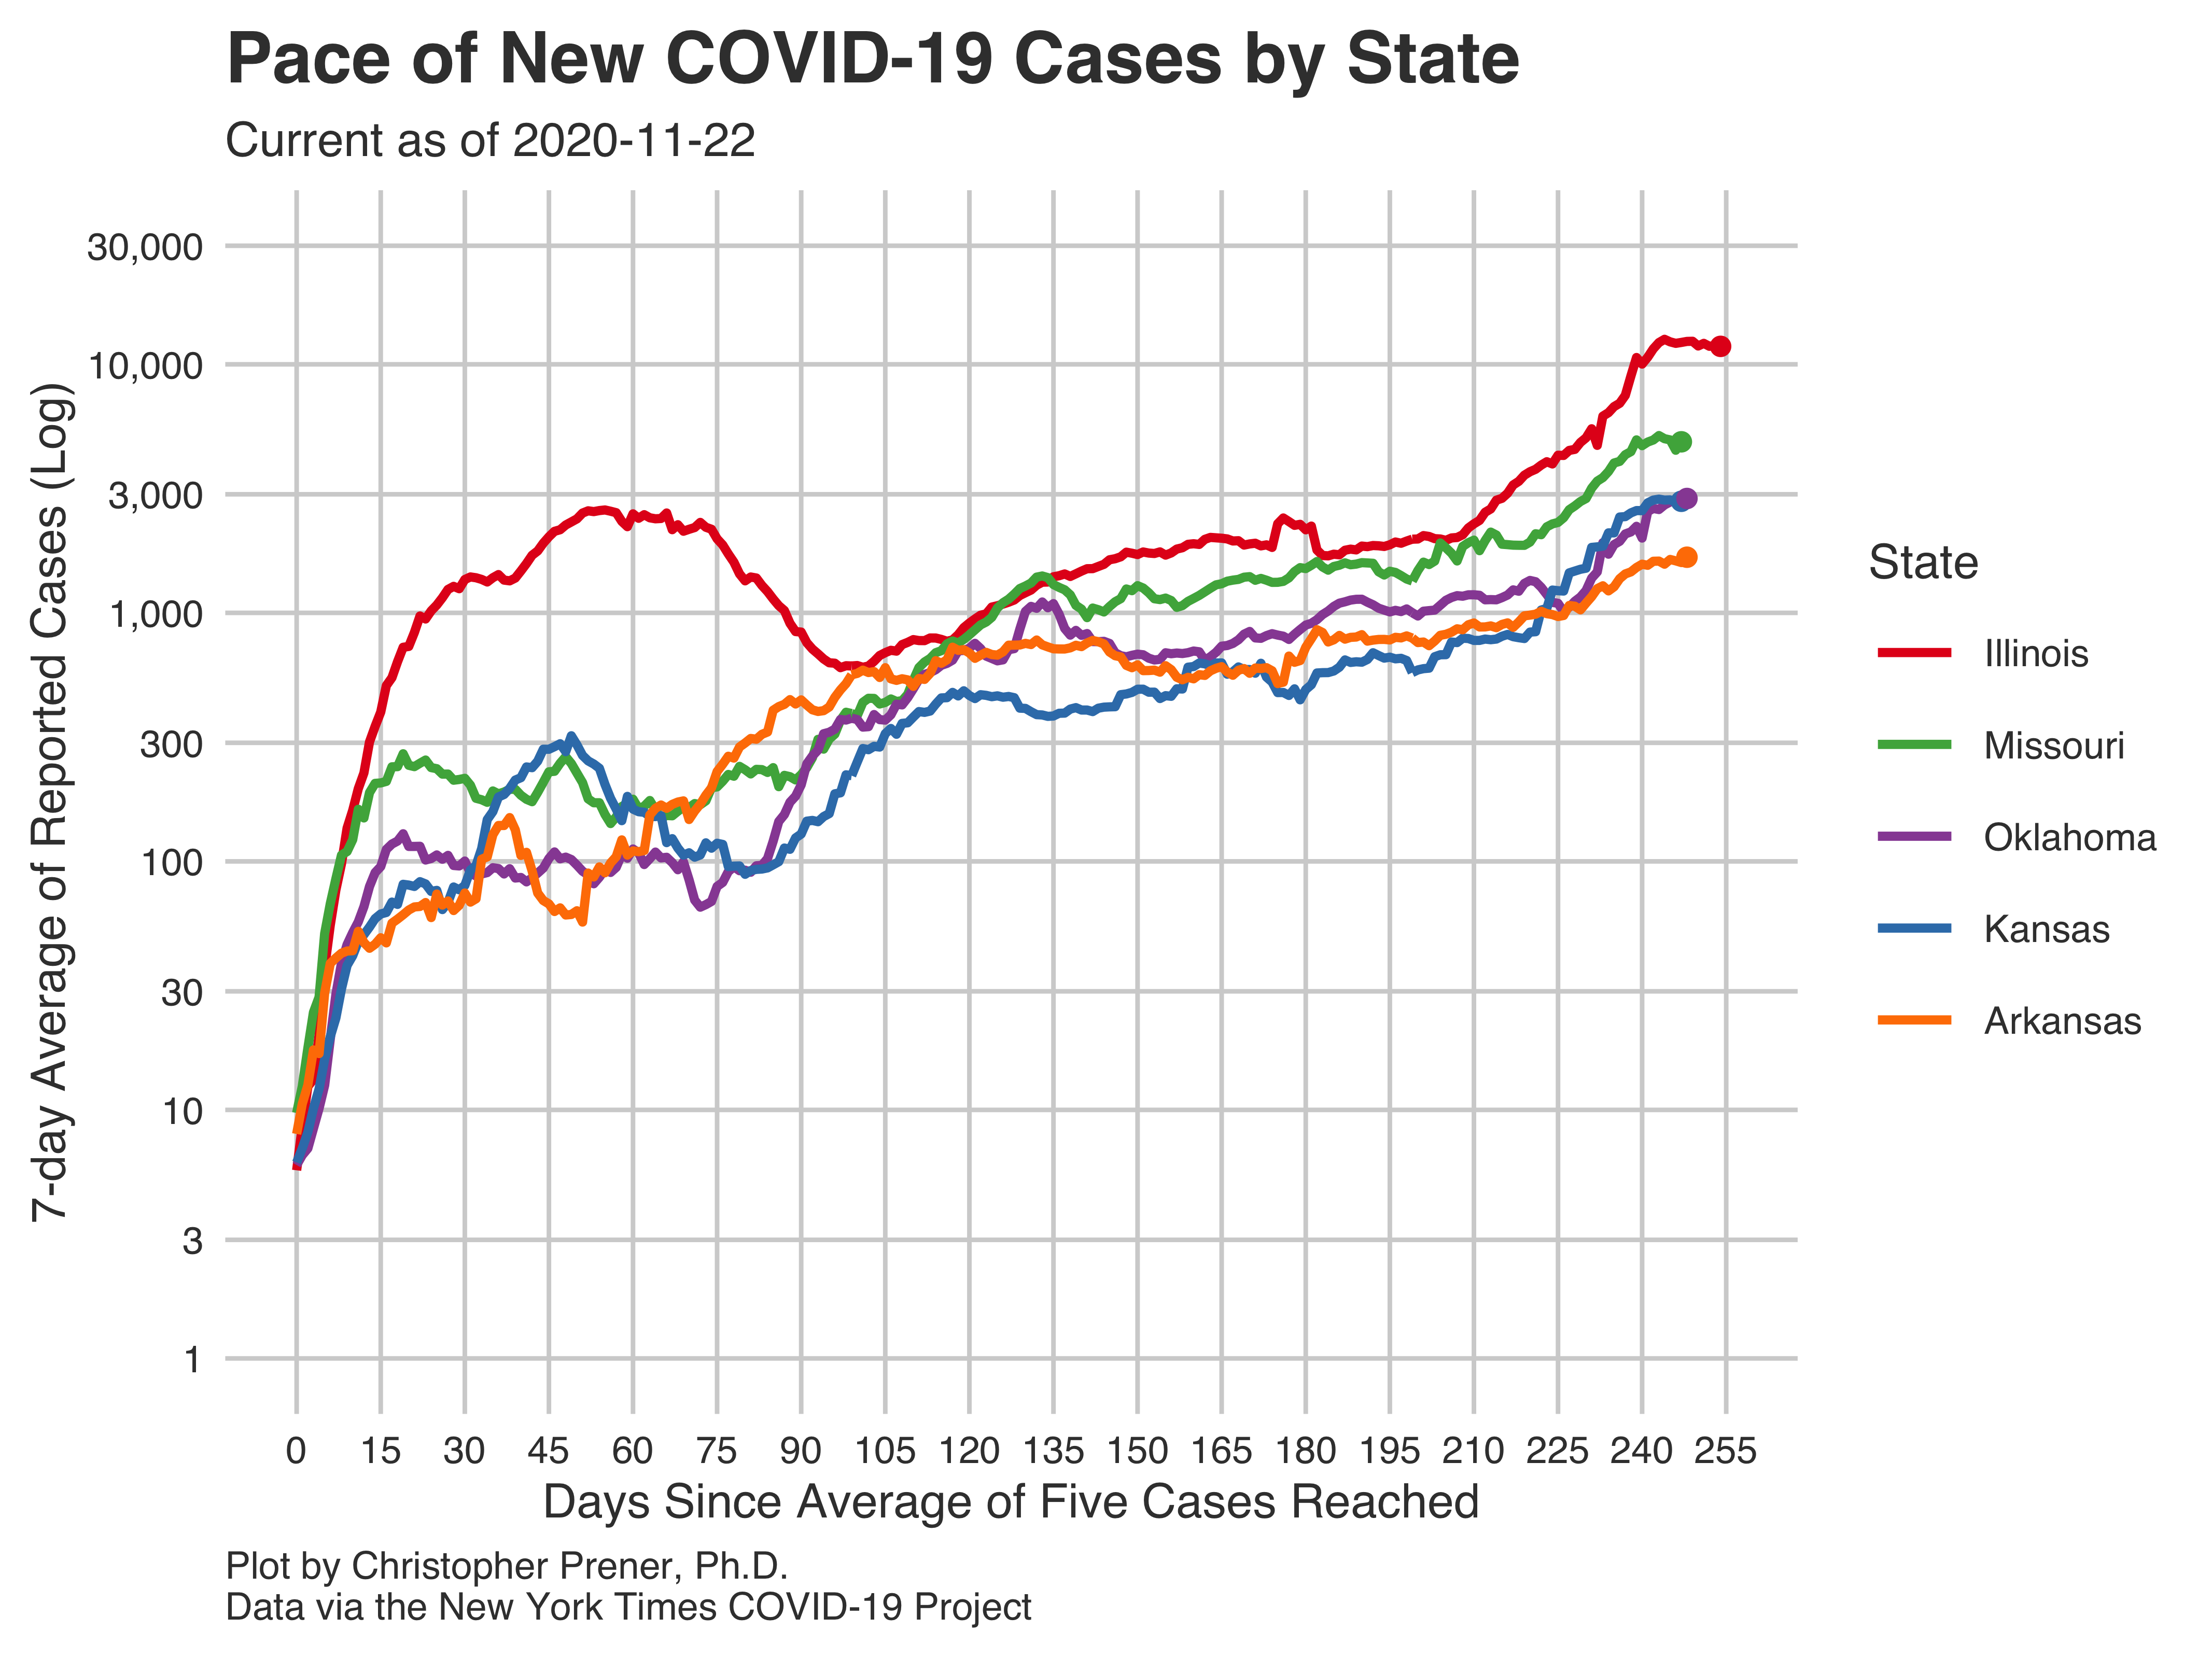 Pace of New COVID-19 Cases by State
Current as of 2020-11-22
7-day Average of Reported Cases (Log)
30,000
10,000
3,000
1,000
300
100
30
10
3
1
0 15 30 45 60 75 90 105 120 135 150 165 180 195 210 225 240 255
Days Since Average of Five Cases Reached
State
Illinois
Missouri
Oklahoma
Kansas
Arkansas
Plot by Christopher Prener, Ph.D.
Data via the New York Times COVID-19 Project